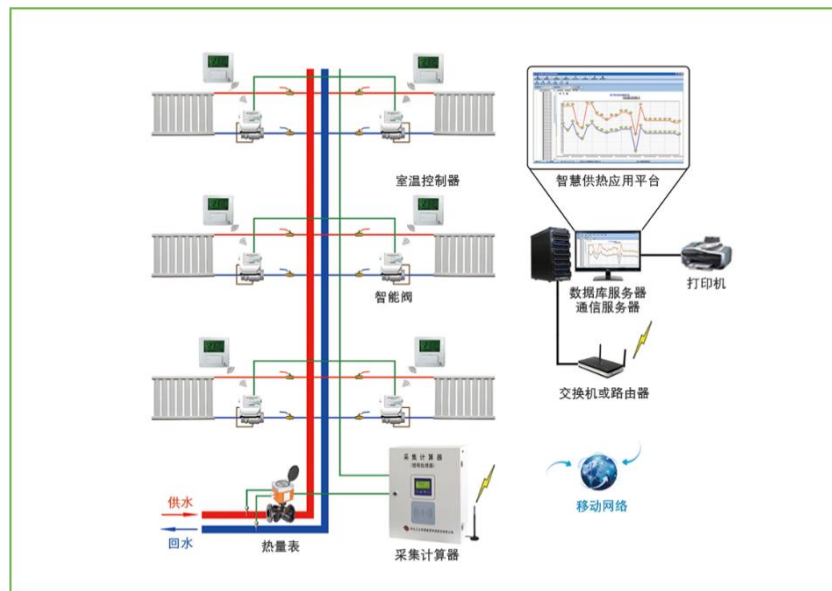 室温控制器
智慧供热应用平台
智能阀
数据库服务器
通信服务器
打印机
交换机或路由器
采集计算器
供水
回水
热量表
采集计算器
移动网络